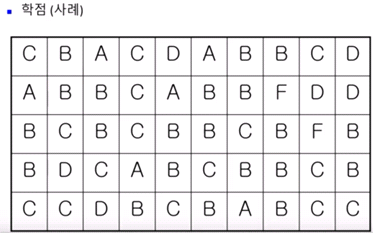 학점 (사례)
C B A C D A B B C D
A B B C A B B F D D
B C B C B B C B F B
B D C A B C B B C B
C C D B C B A B C C